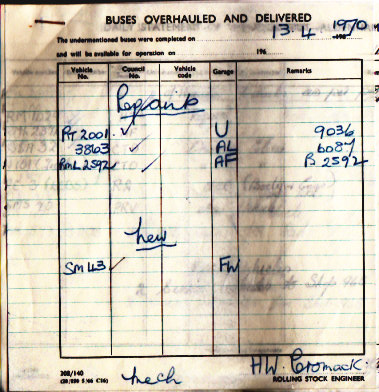 BUSES OVERHAULED AND DELIVERED
13.4 1970
The undermentioned buses were completed on
and will be available for operation on 196
Vehicle No. Council No. Vehicle code Garage Remarks
Repaints
RT 2001 ✓ U 9036
3863 ✓ AL 6087
RmL 2592 ✓ AF B 2592
New
SM 43 ✓ FW
208/140
mech
H.W. Cromack
ROLLING STOCK ENGINEER